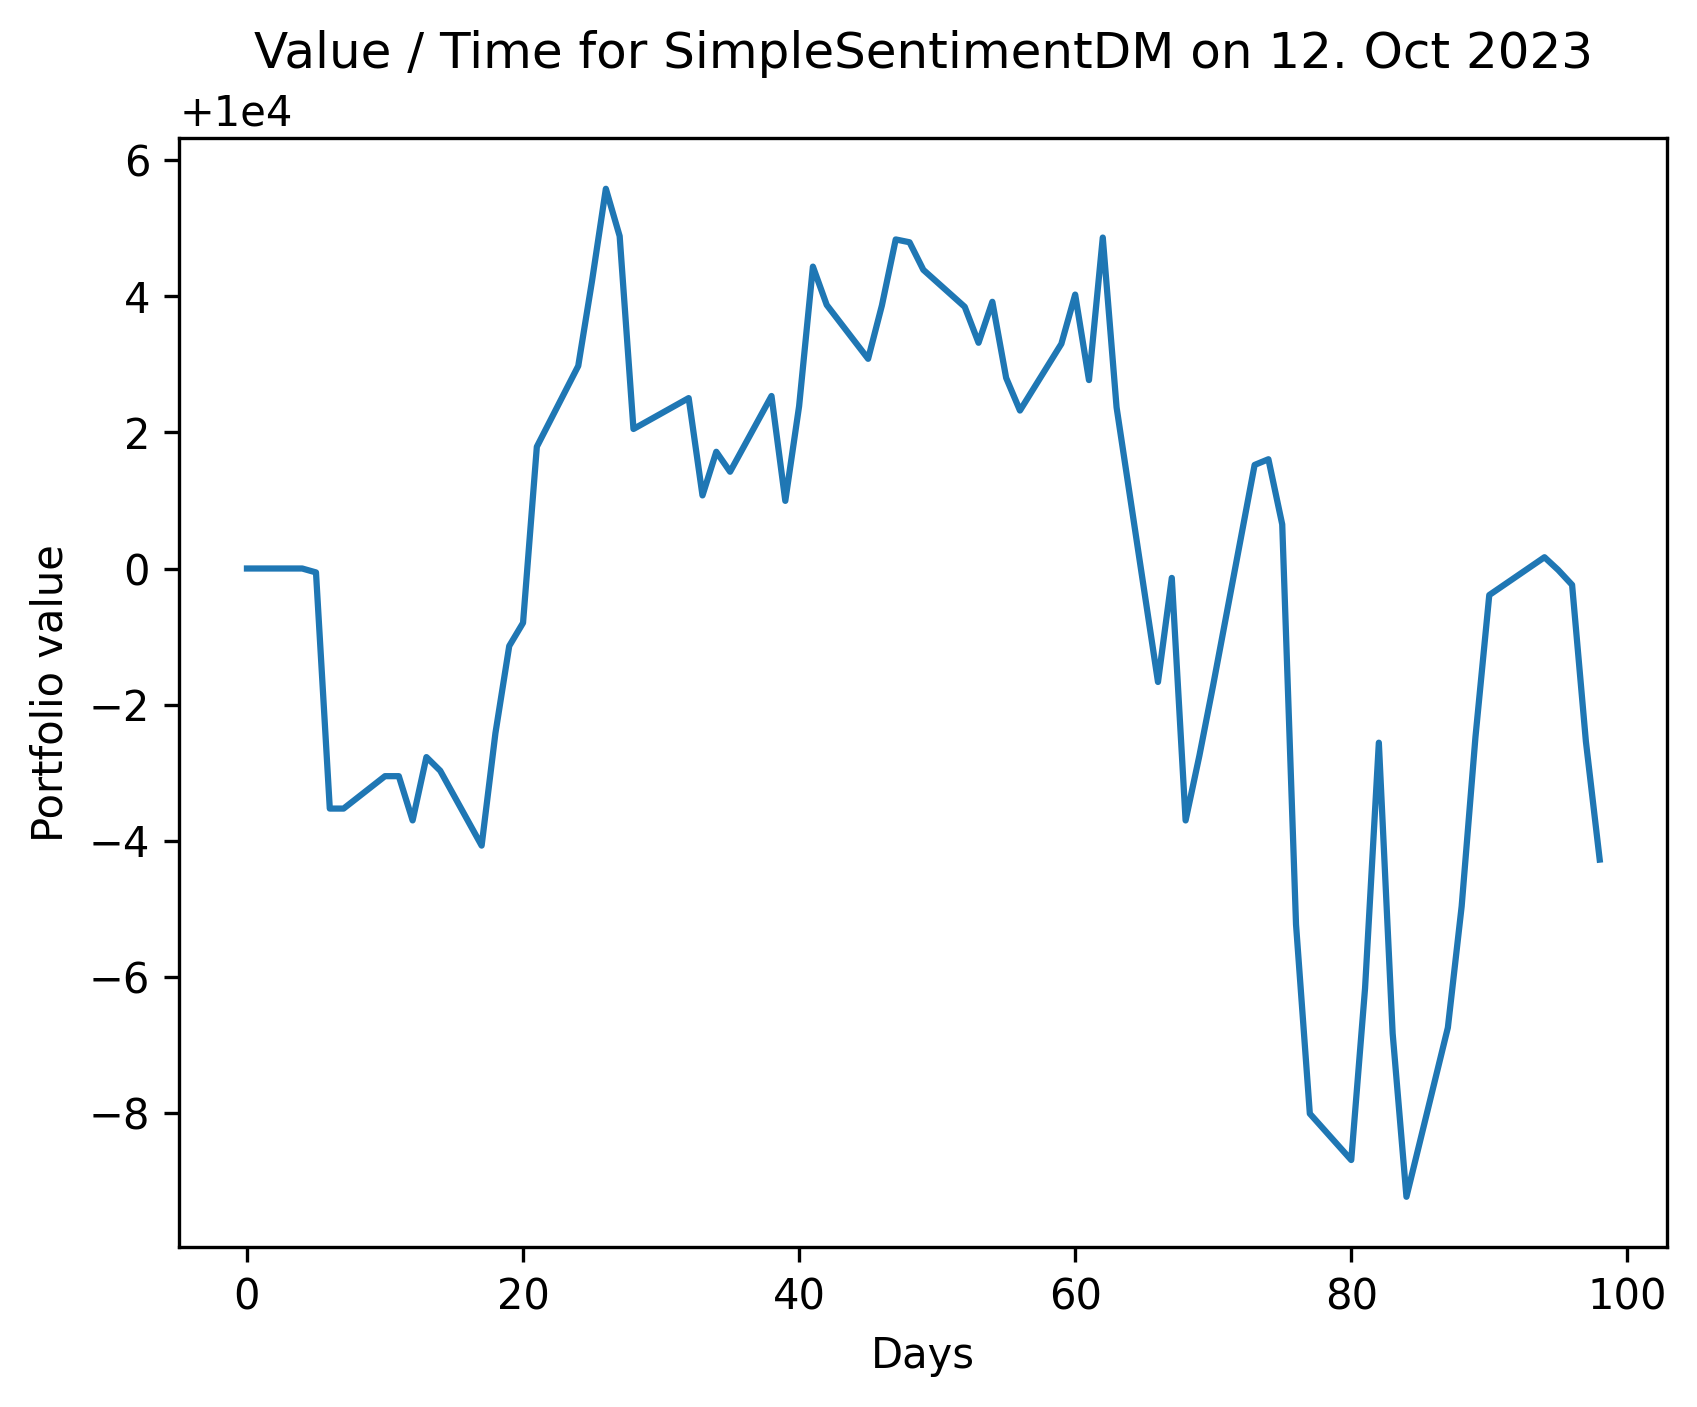 Value / Time for SimpleSentimentDM on 12. Oct 2023
+1e4
6
4
2
0
−2
−4
−6
−8
Portfolio value
0 20 40 60 80 100
Days